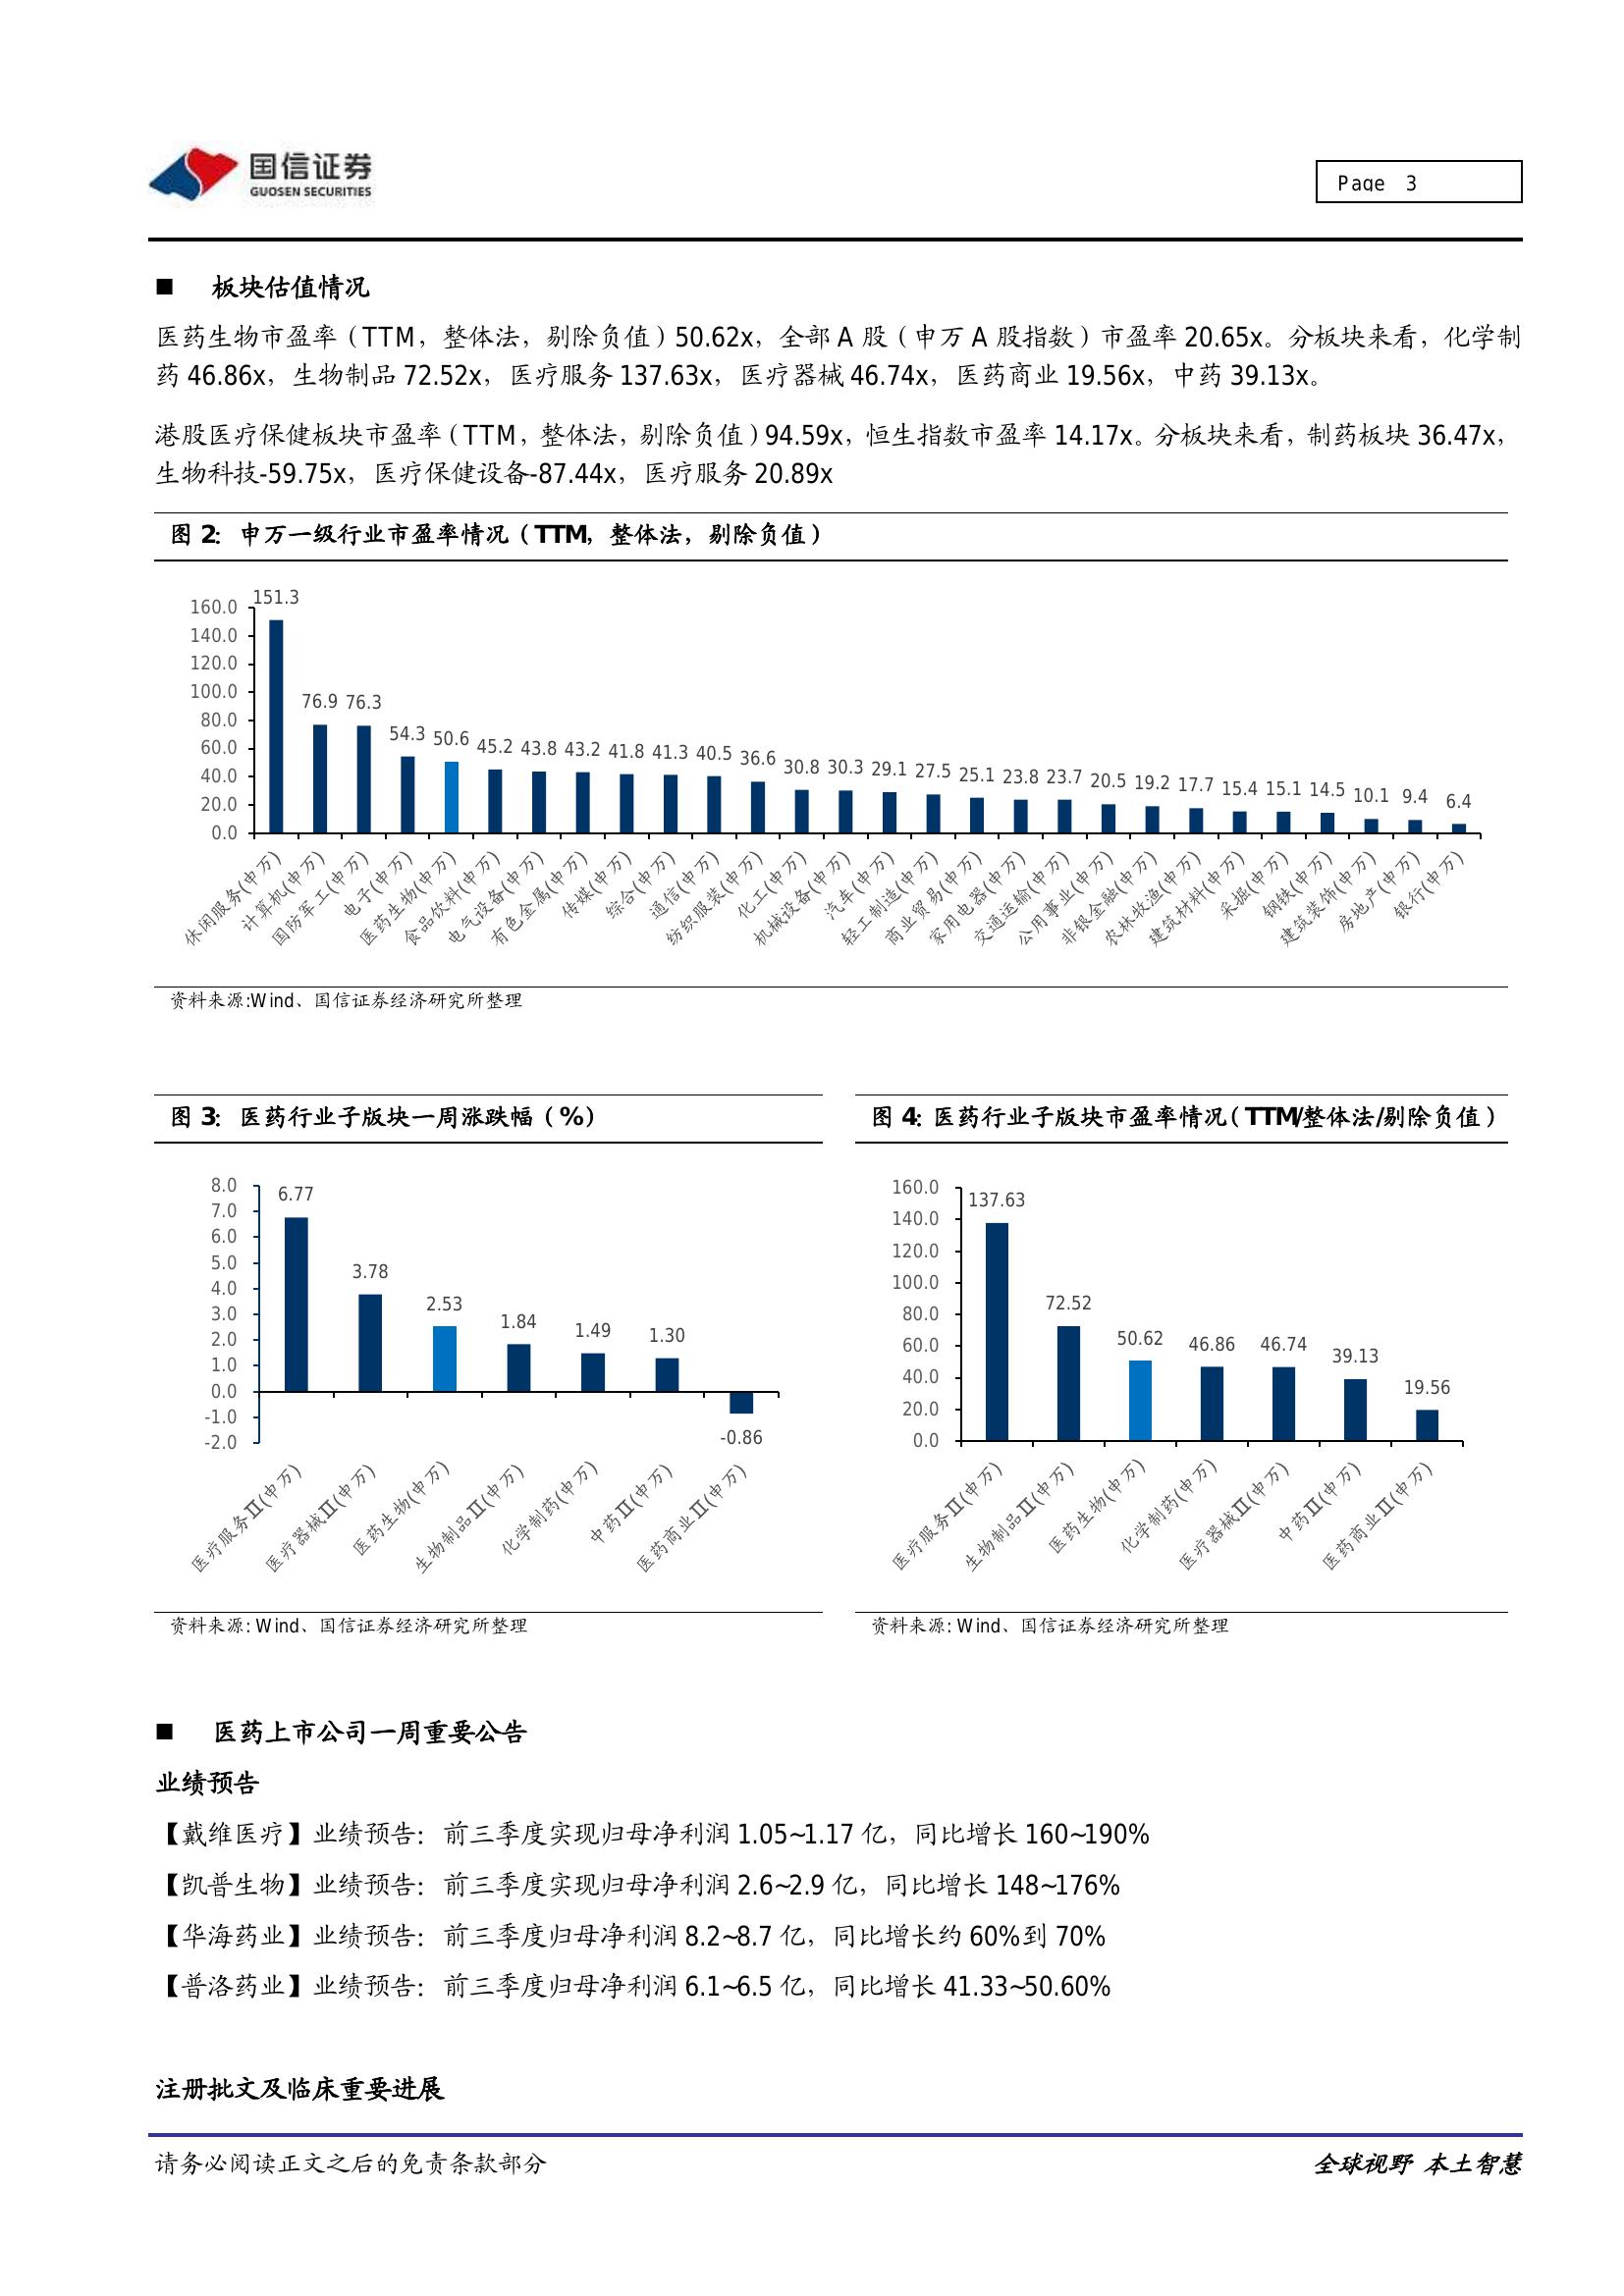 国信证券
GUOSEN SECURITIES
Page 3
■ 板块估值情况
医药生物市盈率（TTM，整体法，剔除负值）50.62x，全部 A 股（申万 A 股指数）市盈率 20.65x。分板块来看，化学制
药 46.86x，生物制品 72.52x，医疗服务 137.63x，医疗器械 46.74x，医药商业 19.56x，中药 39.13x。
港股医疗保健板块市盈率（TTM，整体法，剔除负值）94.59x，恒生指数市盈率 14.17x。分板块来看，制药板块 36.47x，
生物科技-59.75x，医疗保健设备-87.44x，医疗服务 20.89x
图 2：申万一级行业市盈率情况（TTM，整体法，剔除负值）
160.0
140.0
120.0
100.0
80.0
60.0
40.0
20.0
0.0
151.3 76.9 76.3 54.3 50.6 45.2 43.8 43.2 41.8 41.3 40.5 36.6 30.8 30.3 29.1 27.5 25.1 23.8 23.7 20.5 19.2 17.7 15.4 15.1 14.5 10.1 9.4 6.4
休闲服务(申万)
计算机(申万)
国防军工(申万)
电子(申万)
医药生物(申万)
食品饮料(申万)
电气设备(申万)
有色金属(申万)
传媒(申万)
综合(申万)
通信(申万)
纺织服装(申万)
化工(申万)
机械设备(申万)
汽车(申万)
轻工制造(申万)
商业贸易(申万)
家用电器(申万)
交通运输(申万)
公用事业(申万)
非银金融(申万)
农林牧渔(申万)
建筑材料(申万)
采掘(申万)
钢铁(申万)
建筑装饰(申万)
房地产(申万)
银行(申万)
资料来源:Wind、国信证券经济研究所整理
图 3：医药行业子版块一周涨跌幅（%）
8.0
7.0
6.0
5.0
4.0
3.0
2.0
1.0
0.0
-1.0
-2.0
6.77
3.78
2.53
1.84
1.49
1.30
-0.86
医疗服务Ⅱ(申万)
医疗器械Ⅱ(申万)
医药生物(申万)
生物制品Ⅱ(申万)
化学制药(申万)
中药Ⅱ(申万)
医药商业Ⅱ(申万)
资料来源: Wind、国信证券经济研究所整理
图 4：医药行业子版块市盈率情况（TTM/整体法/剔除负值）
160.0
140.0
120.0
100.0
80.0
60.0
40.0
20.0
0.0
137.63
72.52
50.62
46.86
46.74
39.13
19.56
医疗服务Ⅱ(申万)
生物制品Ⅱ(申万)
医药生物(申万)
化学制药(申万)
医疗器械Ⅱ(申万)
中药Ⅱ(申万)
医药商业Ⅱ(申万)
资料来源: Wind、国信证券经济研究所整理
■ 医药上市公司一周重要公告
业绩预告
【戴维医疗】业绩预告：前三季度实现归母净利润 1.05~1.17 亿，同比增长 160~190%
【凯普生物】业绩预告：前三季度实现归母净利润 2.6~2.9 亿，同比增长 148~176%
【华海药业】业绩预告：前三季度归母净利润 8.2~8.7 亿，同比增长约 60%到 70%
【普洛药业】业绩预告：前三季度归母净利润 6.1~6.5 亿，同比增长 41.33~50.60%
注册批文及临床重要进展
请务必阅读正文之后的免责条款部分
全球视野 本土智慧